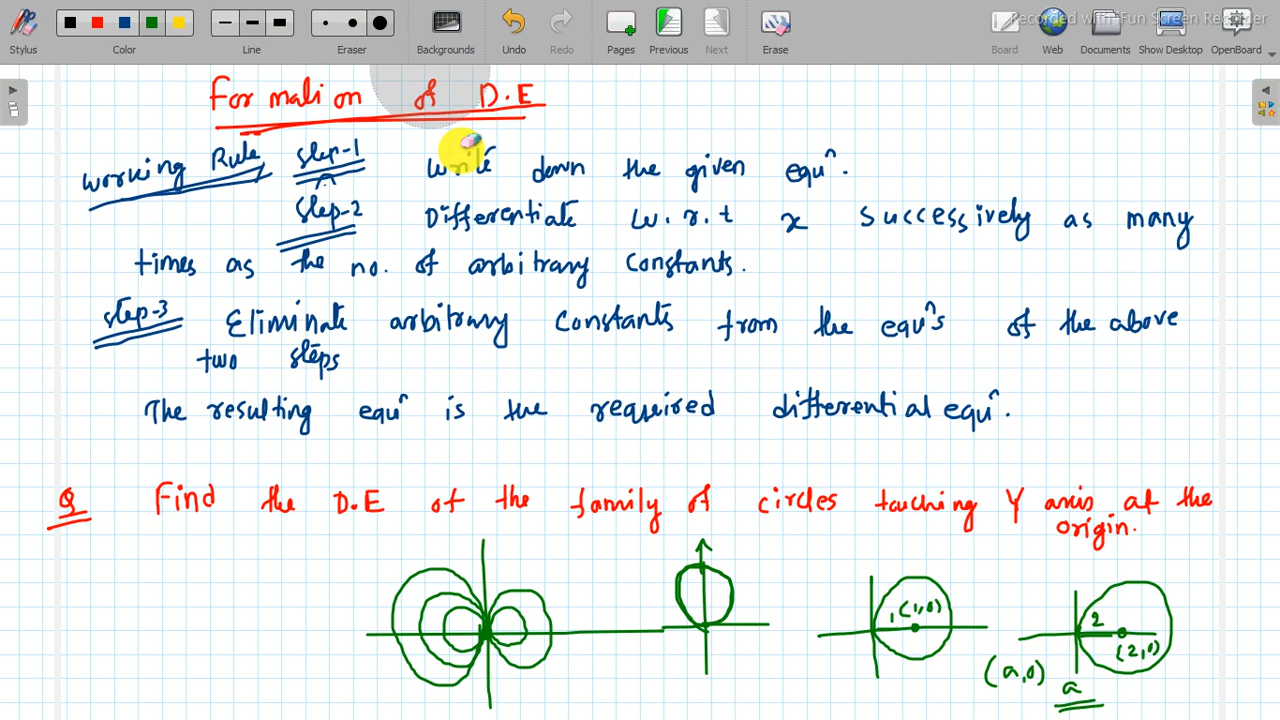 Recorded with Fun Screen Recorder
Stylus Color Line Eraser Backgrounds Undo Redo Pages Previous Next Erase Board Web Documents Show Desktop OpenBoard
Formation of D.E
Working Rule Step-1 Write down the given equⁿ.
Step-2 Differentiate w.r.t x successively as many
times as the no. of arbitrary constants.
Step-3 Eliminate arbitrary constants from the equⁿs of the above
two steps
The resulting equⁿ is the required differential equⁿ.
Q Find the D.E of the family of circles touching Y axis at the
origin.
1 (1,0)
2
(2,0)
(a,0)
a